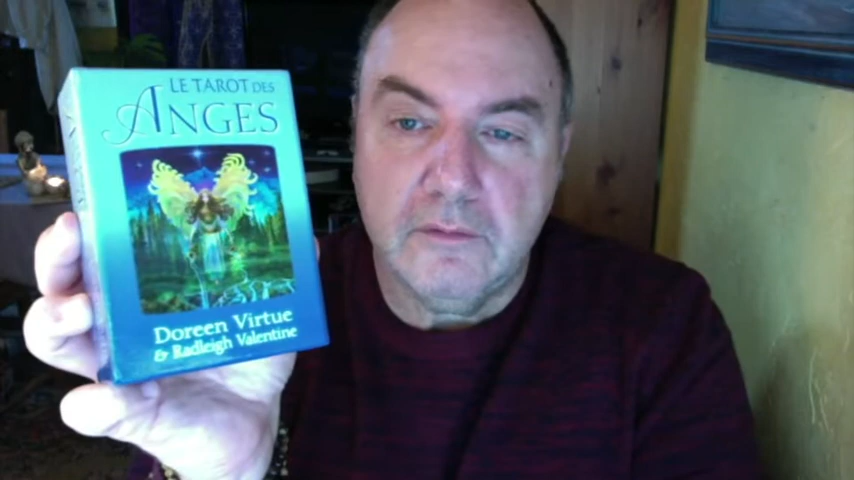 LE TAROT DES
ANGES
Doreen Virtue
& Radleigh Valentine